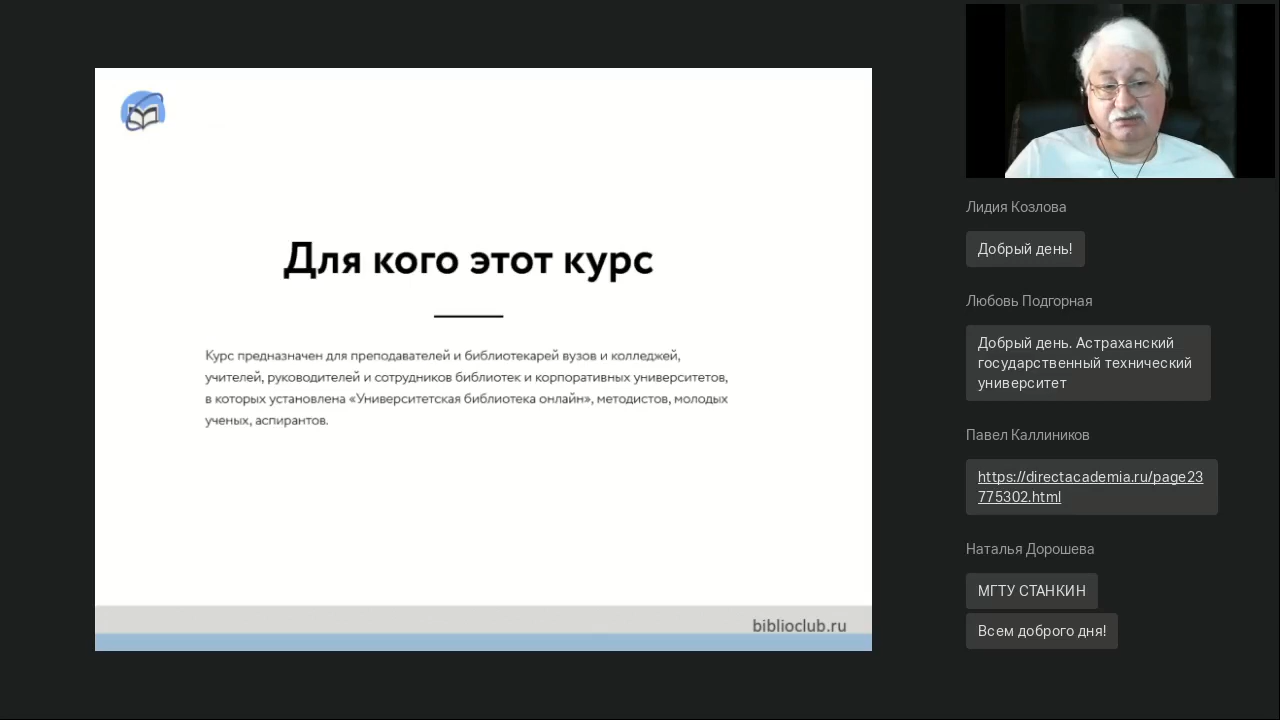 Для кого этот курс
Курс предназначен для преподавателей и библиотекарей вузов и колледжей,
учителей, руководителей и сотрудников библиотек и корпоративных университетов,
в которых установлена «Университетская библиотека онлайн», методистов, молодых
ученых, аспирантов.
biblioclub.ru
Лидия Козлова
Добрый день!
Любовь Подгорная
Добрый день. Астраханский
государственный технический
университет
Павел Каллиников
https://directacademia.ru/page23
775302.html
Наталья Дорошева
МГТУ СТАНКИН
Всем доброго дня!